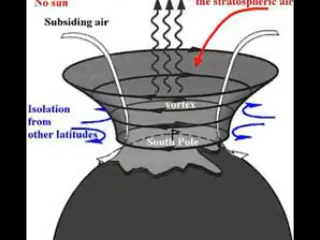 No sun
the stratospheric air
Subsiding air
vortex
Isolation
from
other latitudes
South Pole